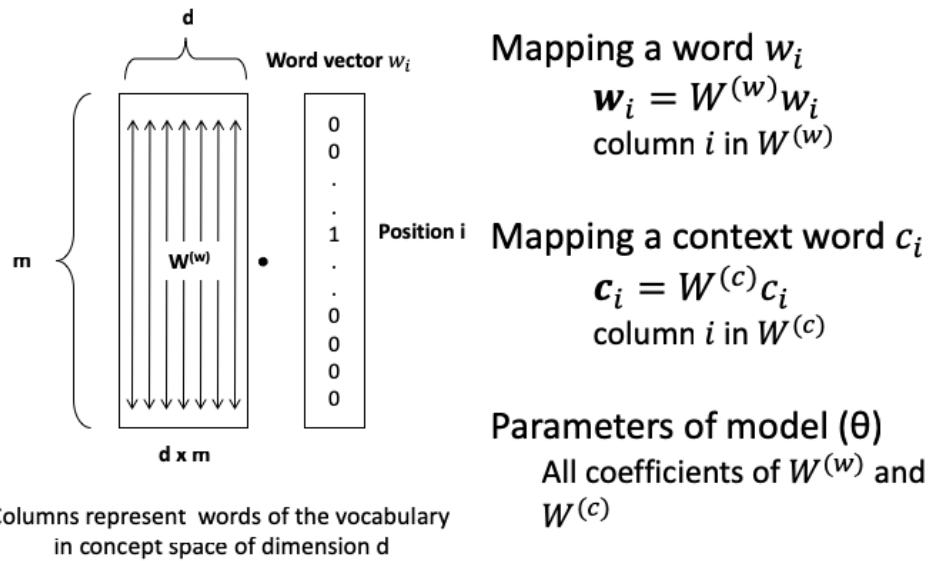 d
Word vector wᵢ
m
0
0
.
.
1
.
.
0
0
0
0
W⁽ʷ⁾
•
Position i
d x m
olumns represent words of the vocabulary
in concept space of dimension d
Mapping a word wᵢ
𝒘ᵢ = W⁽ʷ⁾wᵢ
column i in W⁽ʷ⁾
Mapping a context word cᵢ
𝒄ᵢ = W⁽ᶜ⁾cᵢ
column i in W⁽ᶜ⁾
Parameters of model (θ)
All coefficients of W⁽ʷ⁾ and
W⁽ᶜ⁾